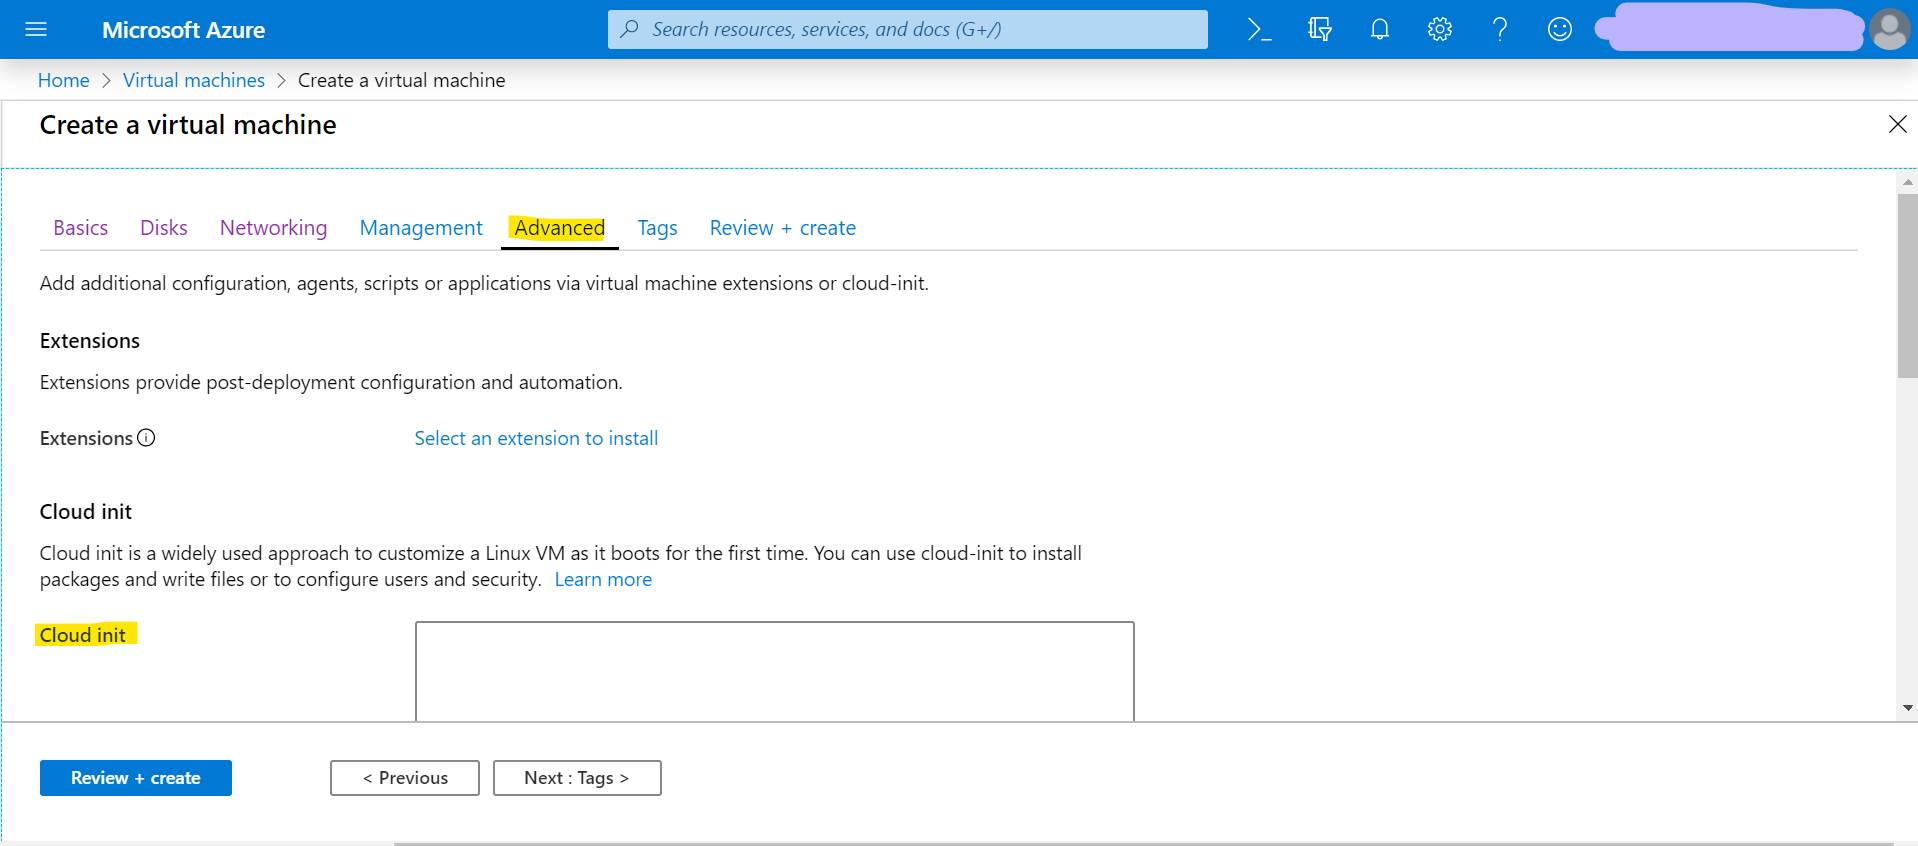 Microsoft Azure
Search resources, services, and docs (G+/)
Home > Virtual machines > Create a virtual machine
Create a virtual machine
Basics Disks Networking Management Advanced Tags Review + create
Add additional configuration, agents, scripts or applications via virtual machine extensions or cloud-init.
Extensions
Extensions provide post-deployment configuration and automation.
Extensions Select an extension to install
Cloud init
Cloud init is a widely used approach to customize a Linux VM as it boots for the first time. You can use cloud-init to install
packages and write files or to configure users and security. Learn more
Cloud init
Review + create < Previous Next : Tags >